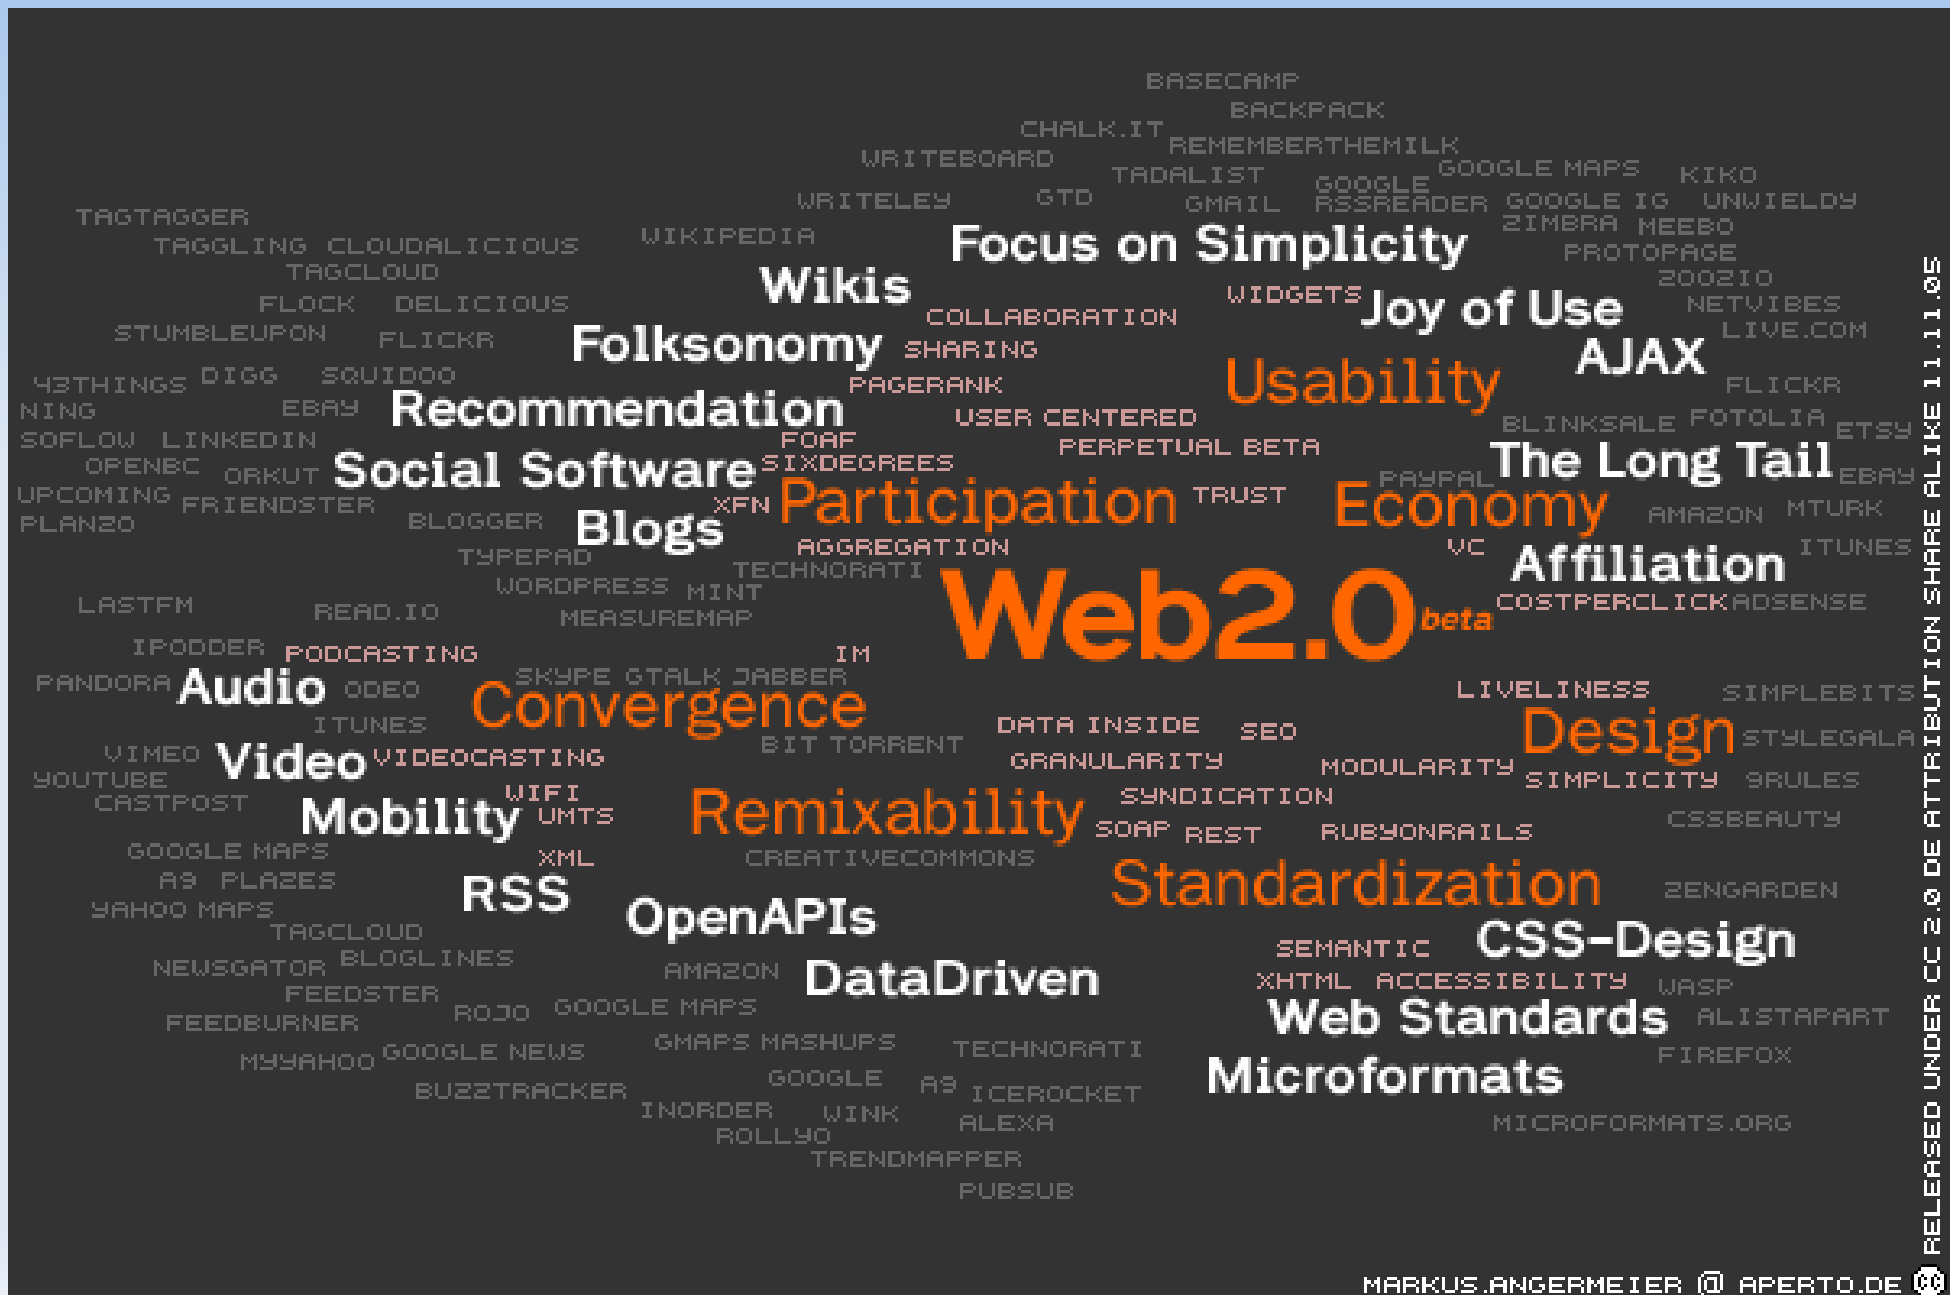 BASECAMP
BACKPACK
CHALK.IT
REMEMBERTHEMILK
WRITEBOARD
GOOGLE MAPS
TADALIST
KIKO
GOOGLE
RSSREADER
WRITELEY
GTD
GMAIL
GOOGLE IG
UNWIELDY
TAGTAGGER
ZIMBRA MEEBO
WIKIPEDIA
TAGGLING CLOUDALICIOUS
Focus on Simplicity
PROTOPAGE
TAGCLOUD
ZOOZIO
Wikis
WIDGETS
Joy of Use
NETVIBES
FLOCK DELICIOUS
COLLABORATION
LIVE.COM
STUMBLEUPON
FLICKR
Folksonomy
SHARING
AJAX
43THINGS DIGG SQUIDOO
PAGERANK
Usability
FLICKR
NING
EBAY
Recommendation
USER CENTERED
BLINKSALE FOTOLIA ETSY
SOFLOW LINKEDIN
FOAF
PERPETUAL BETA
OPENBC ORKUT
Social Software
SIXDEGREES
PAYPAL
The Long Tail
EBAY
UPCOMING FRIENDSTER
XFN
Participation
TRUST
Economy
AMAZON MTURK
PLANZO
BLOGGER
Blogs
AGGREGATION
VC
ITUNES
TYPEPAD
TECHNORATI
Affiliation
WORDPRESS MINT
COSTPERCLICK
ADSENSE
LASTFM
READ.IO
MEASUREMAP
Web2.0 beta
IPODDER
PODCASTING
IM
PANDORA
Audio
ODEO
SKYPE GTALK JABBER
LIVELINESS
SIMPLEBITS
ITUNES
Convergence
DATA INSIDE
SEO
Design
STYLEGALA
VIMEO
Video
VIDEOCASTING
BIT TORRENT
GRANULARITY
MODULARITY
SIMPLICITY
9RULES
YOUTUBE
CASTPOST
WIFI
SYNDICATION
Mobility
UMTS
Remixability
SOAP REST
RUBYONRAILS
CSSBEAUTY
GOOGLE MAPS
XML
CREATIVECOMMONS
A9 PLAZES
RSS
Standardization
ZENGARDEN
YAHOO MAPS
OpenAPIs
TAGCLOUD
SEMANTIC
CSS-Design
NEWSGATOR BLOGLINES
AMAZON
DataDriven
XHTML ACCESSIBILITY
WASP
FEEDSTER
ROJO
GOOGLE MAPS
Web Standards
ALISTAPART
FEEDBURNER
GMAPS MASHUPS
TECHNORATI
FIREFOX
MYYAHOO GOOGLE NEWS
GOOGLE
A9
ICEROCKET
Microformats
BUZZTRACKER
INORDER
WINK
ALEXA
MICROFORMATS.ORG
ROLLYO
TRENDMAPPER
PUBSUB
MARKUS.ANGERMEIER @ APERTO.DE
RELEASED UNDER CC 2.0 DE ATTRIBUTION SHARE ALIKE 11.11.05